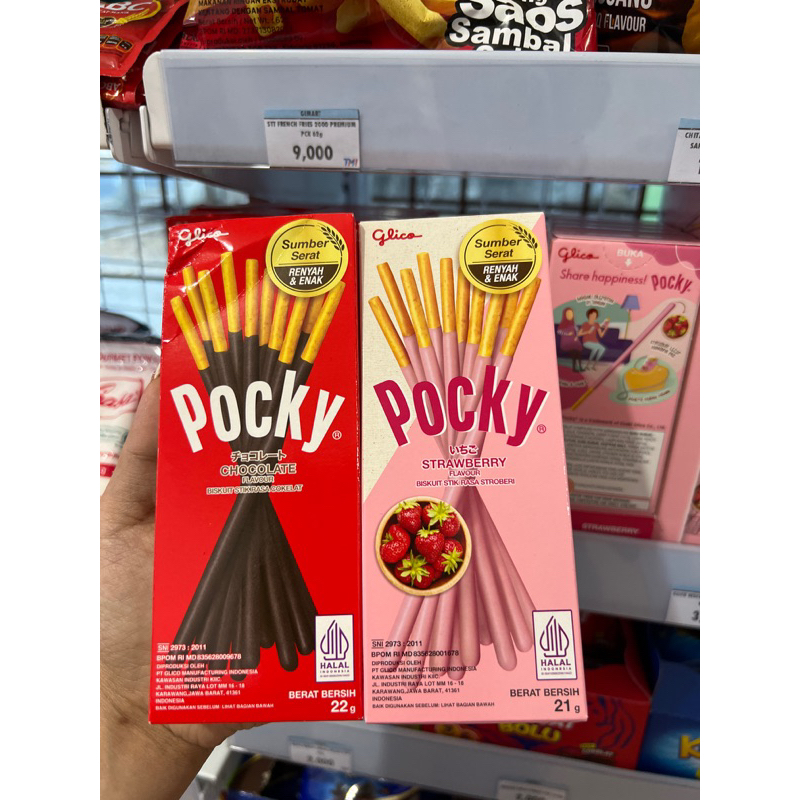 ABC
Saos
Sambal
FLAVOUR
9,000
Glico
Sumber
Serat
RENYAH
& ENAK
Pocky®
チョコレート
CHOCOLATE
FLAVOUR
BISKUIT STIK RASA COKELAT
SNI 2973 : 2011
BPOM RI MD 835628009678
DIPRODUKSI OLEH :
PT GLICO MANUFACTURING INDONESIA
KAWASAN INDUSTRI KIIC.
JL. INDUSTRI RAYA LOT MM 16 - 18
KARAWANG, JAWA BARAT, 41361
INDONESIA
BAIK DIGUNAKAN SEBELUM: LIHAT BAGIAN BAWAH
HALAL
INDONESIA
BERAT BERSIH
22 g
Glico
Sumber
Serat
RENYAH
& ENAK
Pocky®
いちご
STRAWBERRY
FLAVOUR
BISKUIT STIK RASA STROBERI
SNI 2973 : 2011
BPOM RI MD 835628001678
DIPRODUKSI OLEH :
PT GLICO MANUFACTURING INDONESIA
KAWASAN INDUSTRI KIIC.
JL. INDUSTRI RAYA LOT MM 16 - 18
KARAWANG, JAWA BARAT, 41361
INDONESIA
BAIK DIGUNAKAN SEBELUM: LIHAT BAGIAN BAWAH
HALAL
INDONESIA
BERAT BERSIH
21 g
Glico
BUKA
Share happiness! Pocky
STRAWBERRY
BOLU